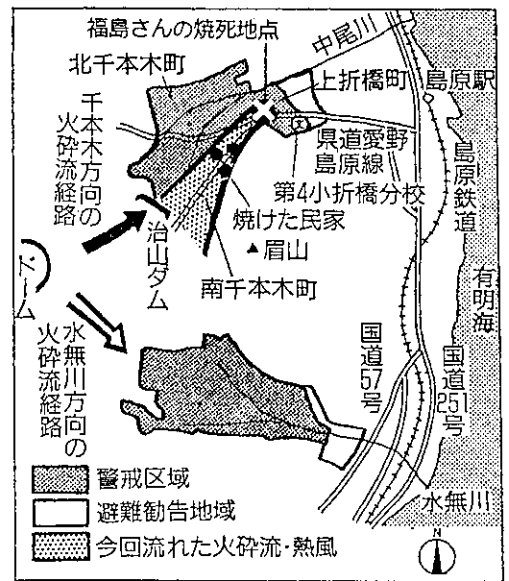 福島さんの焼死地点
中尾川
北千本木町
上折橋町
島原駅
千本木方向の
火砕流経路
県道愛野
島原線
島原鉄道
第4小折橋分校
焼けた民家
治山ダム
眉山
ドーム
南千本木町
有明海
水無川方向の
火砕流経路
国道57号
国道251号
警戒区域
避難勧告地域
今回流れた火砕流・熱風
水無川
N